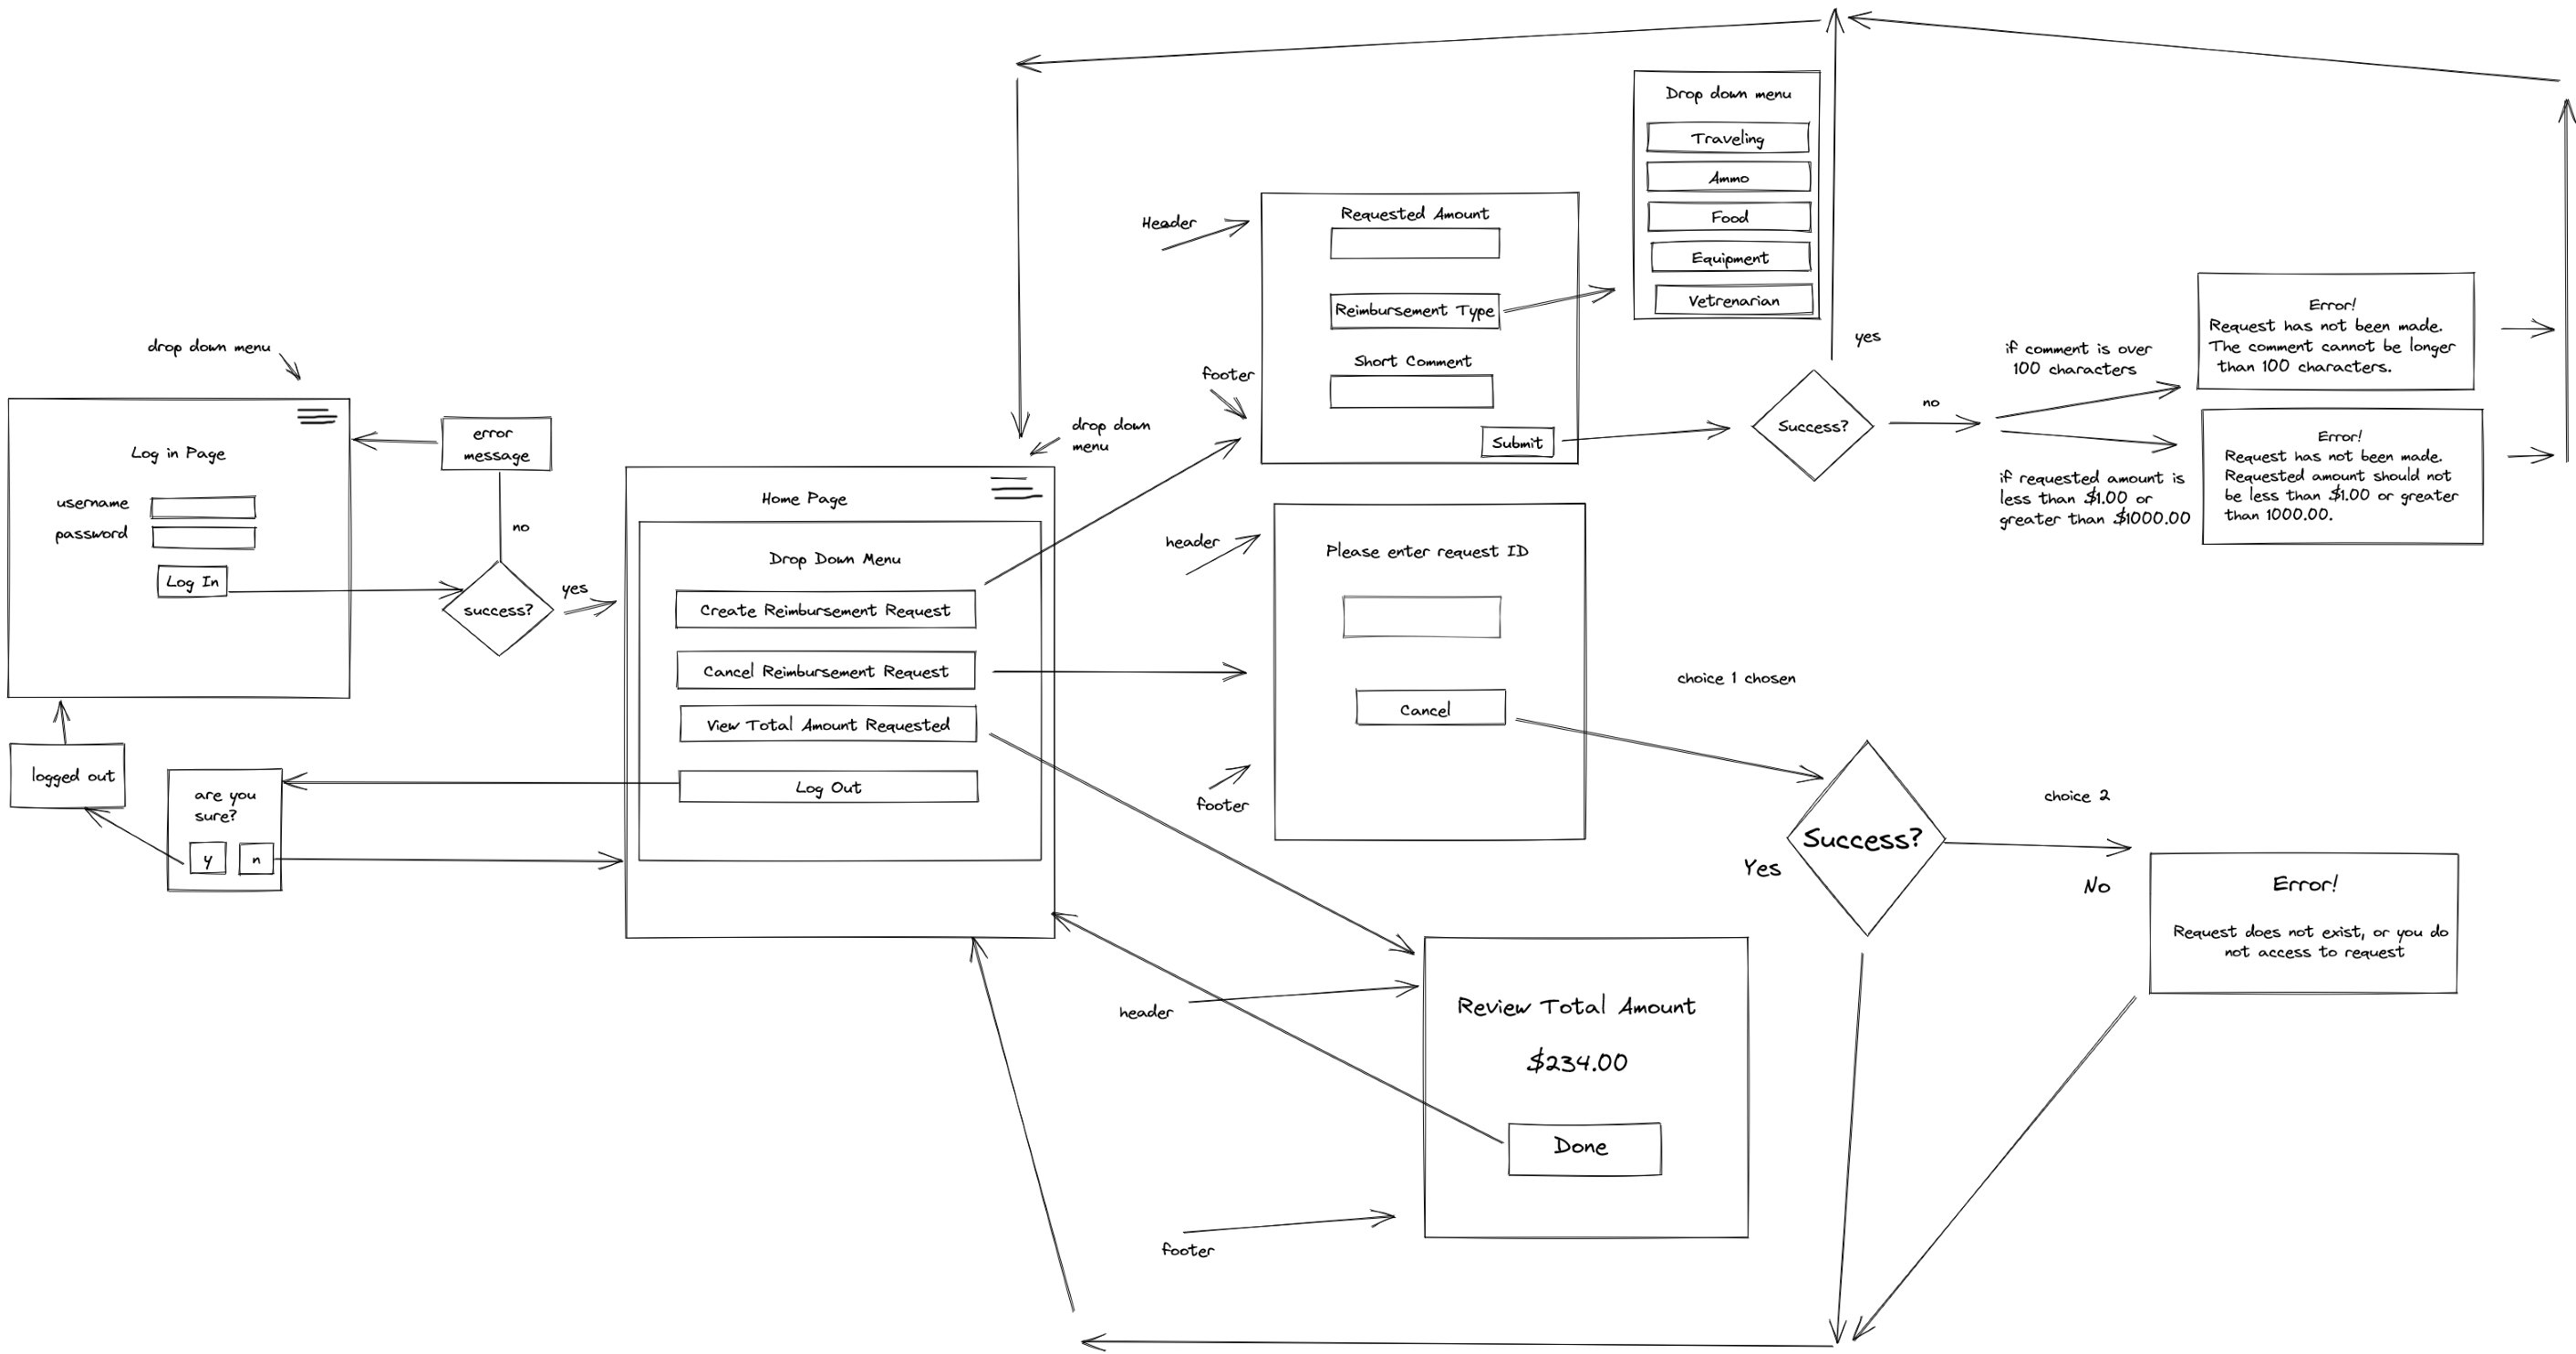 drop down menu
Log in Page
username
password
Log In
error
message
no
success?
yes
logged out
are you
sure?
y
n
drop down
menu
Home Page
Drop Down Menu
Create Reimbursement Request
Cancel Reimbursement Request
View Total Amount Requested
Log Out
Header
footer
Requested Amount
Reimbursement Type
Short Comment
Submit
Drop down menu
Traveling
Ammo
Food
Equipment
Vetrenarian
yes
Success?
no
if comment is over
100 characters
if requested amount is
less than $1.00 or
greater than $1000.00
Error!
Request has not been made.
The comment cannot be longer
than 100 characters.
Error!
Request has not been made.
Requested amount should not
be less than $1.00 or greater
than 1000.00.
header
Please enter request ID
Cancel
footer
choice 1 chosen
Success?
Yes
choice 2
No
Error!
Request does not exist, or you do
not access to request
header
Review Total Amount
$234.00
Done
footer